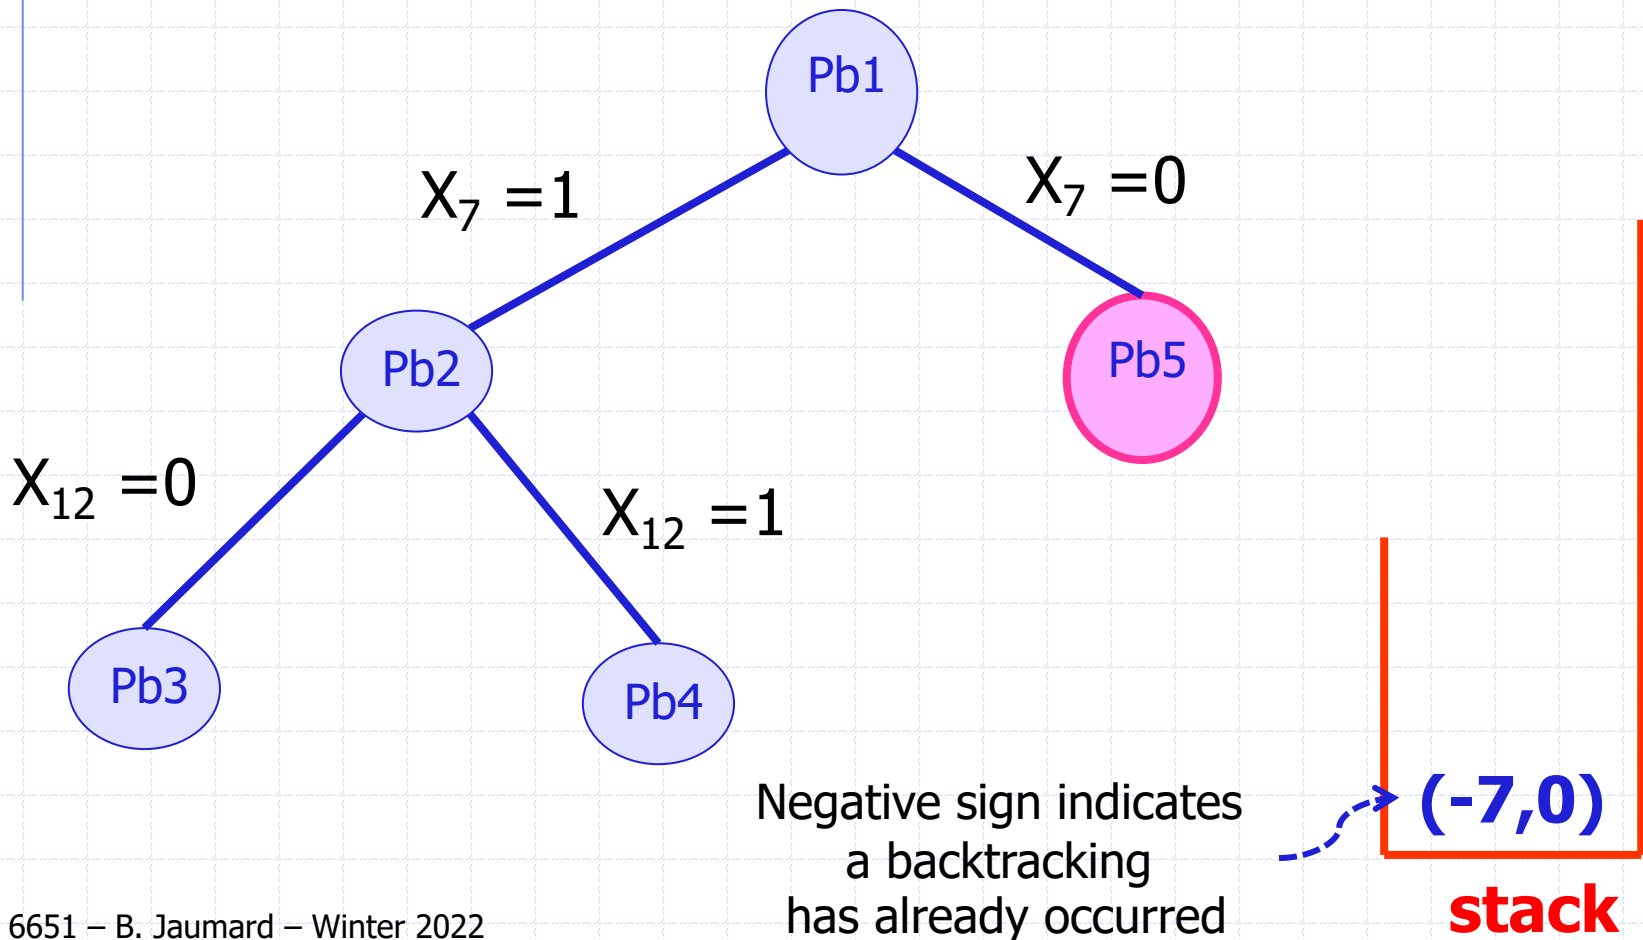 Pb1
X₇ =1
X₇ =0
Pb2
Pb5
X₁₂ =0
X₁₂ =1
Pb3
Pb4
Negative sign indicates
a backtracking
has already occurred
(-7,0)
stack
6651 – B. Jaumard – Winter 2022